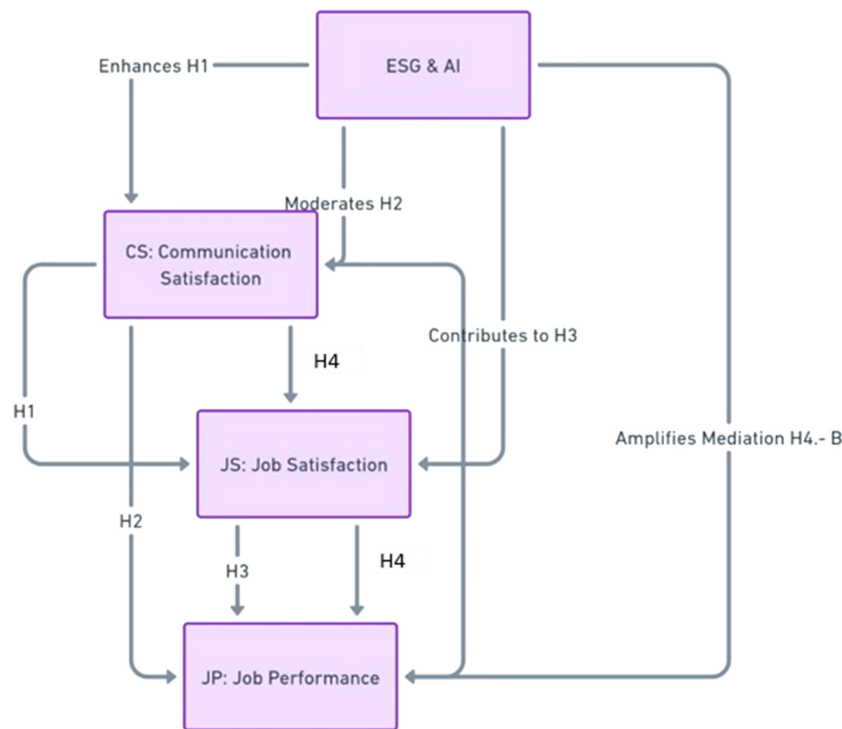 ESG & AI
Enhances H1
Moderates H2
CS: Communication
Satisfaction
Contributes to H3
H4
H1
Amplifies Mediation H4.- B
JS: Job Satisfaction
H2
H3
H4
JP: Job Performance